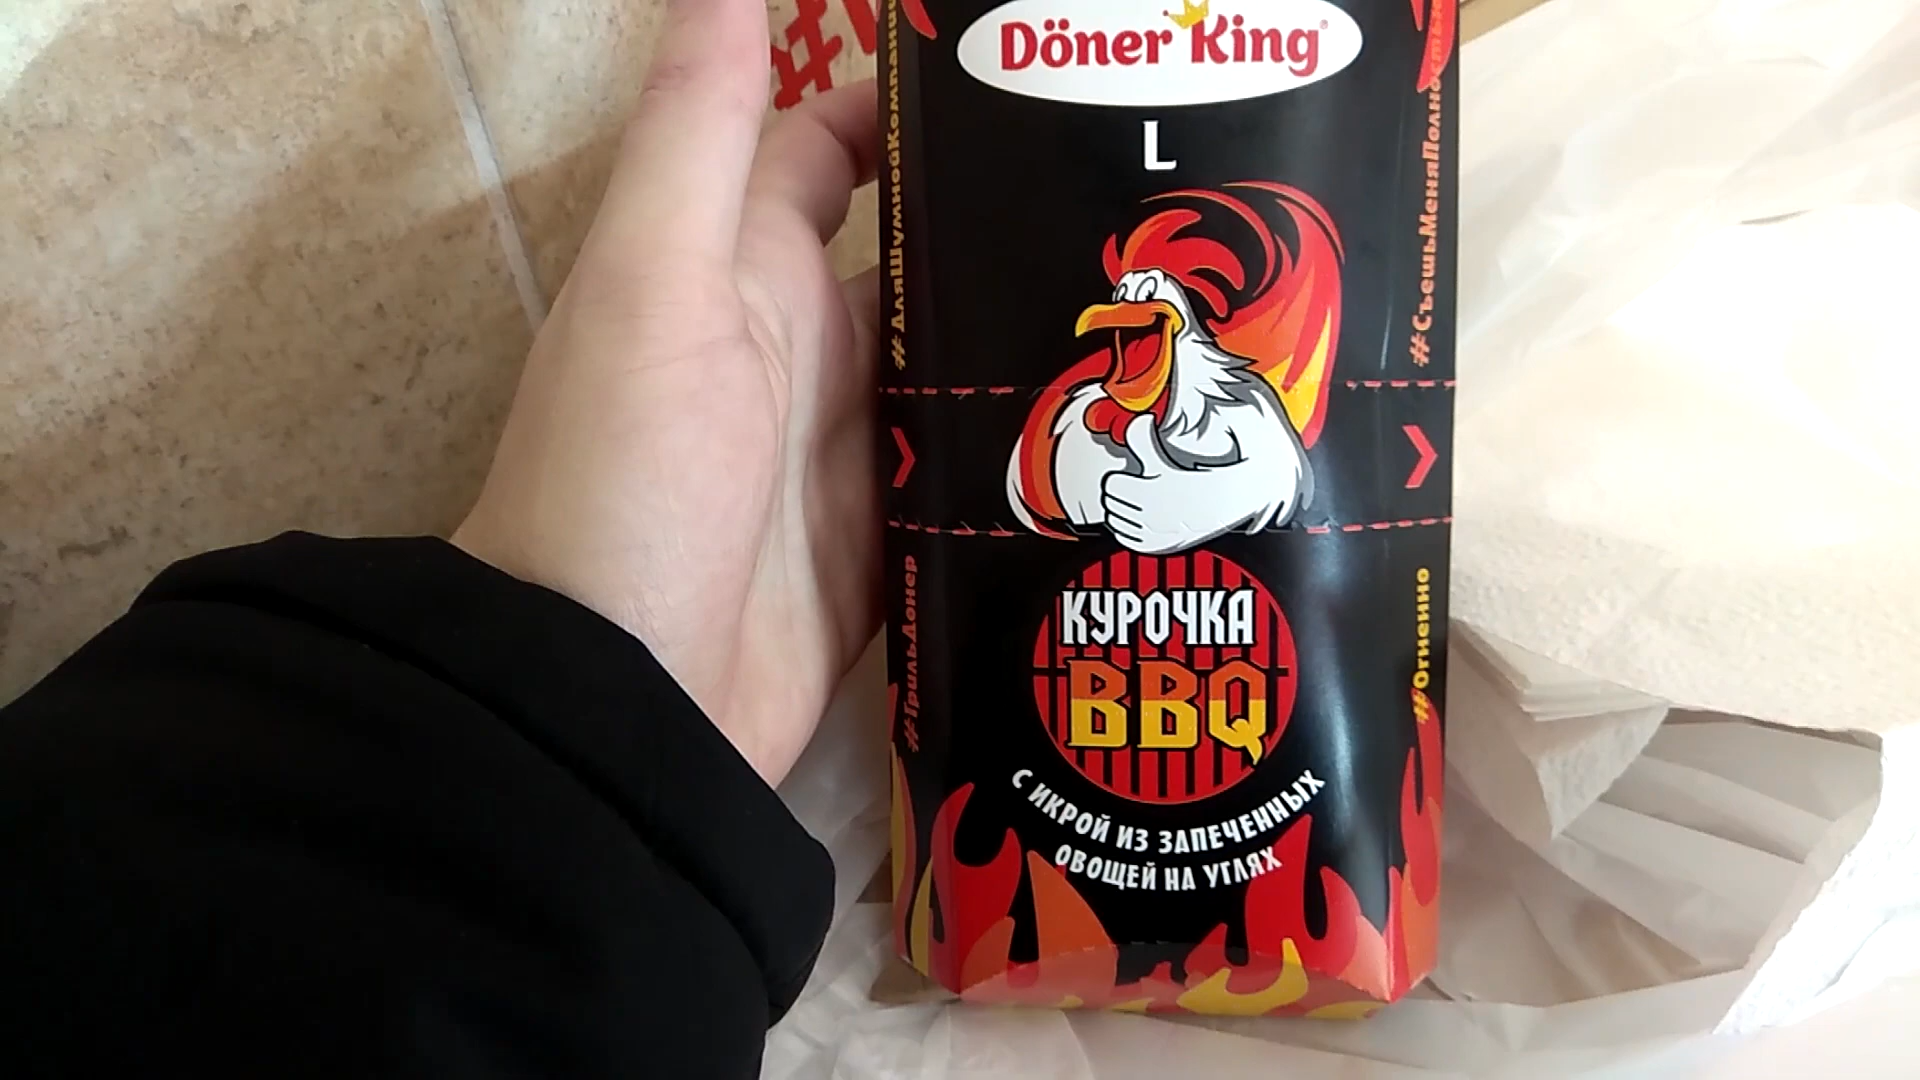 Döner King
L
#ДляШумнойКомпании
#СъешьМеняПолностью
#ГрильДонер
#Огненно
КУРОЧКА
BBQ
С ИКРОЙ ИЗ ЗАПЕЧЕННЫХ
ОВОЩЕЙ НА УГЛЯХ